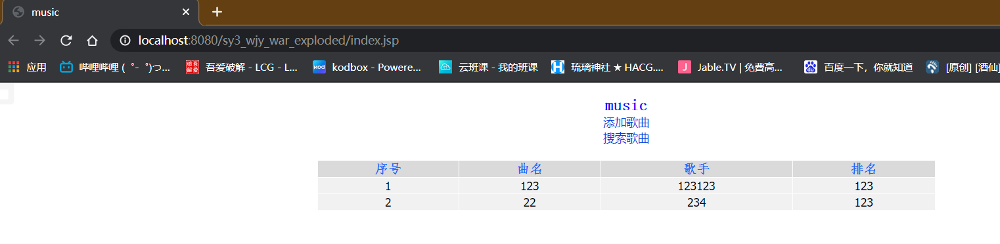 music
localhost:8080/sy3_wjy_war_exploded/index.jsp
应用 哔哩哔哩 (゜-゜)つ... 吾爱破解 - LCG - L... kodbox - Powere... 云班课 - 我的班课 琉璃神社 ★ HACG.... Jable.TV | 免費高... 百度一下，你就知道 [原创] [酒仙]
music
添加歌曲
搜索歌曲
序号 曲名 歌手 排名
1 123 123123 123
2 22 234 123